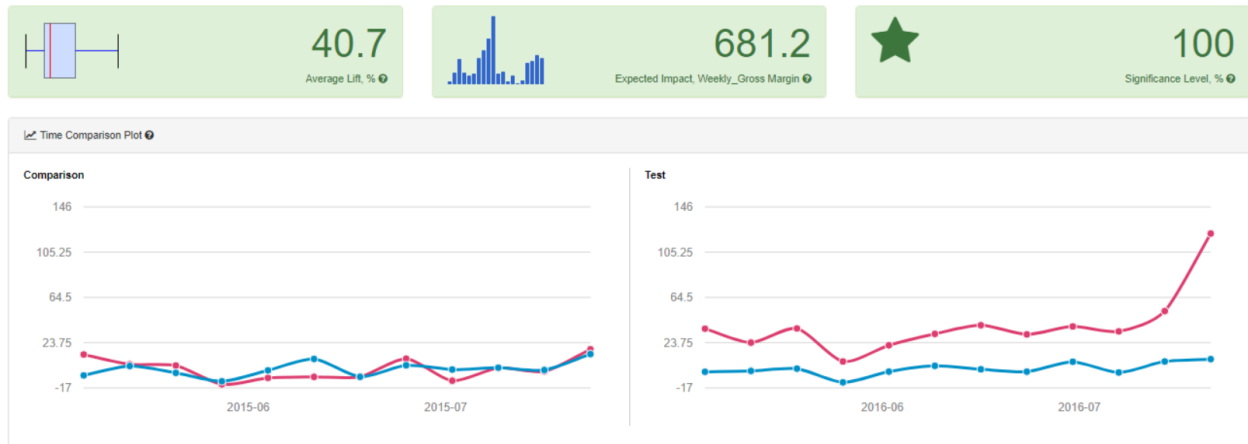 40.7
Average Lift, %
681.2
Expected Impact, Weekly_Gross Margin
100
Significance Level, %
Time Comparison Plot
Comparison
146
105.25
64.5
23.75
-17
2015-06
2015-07
Test
146
105.25
64.5
23.75
-17
2016-06
2016-07